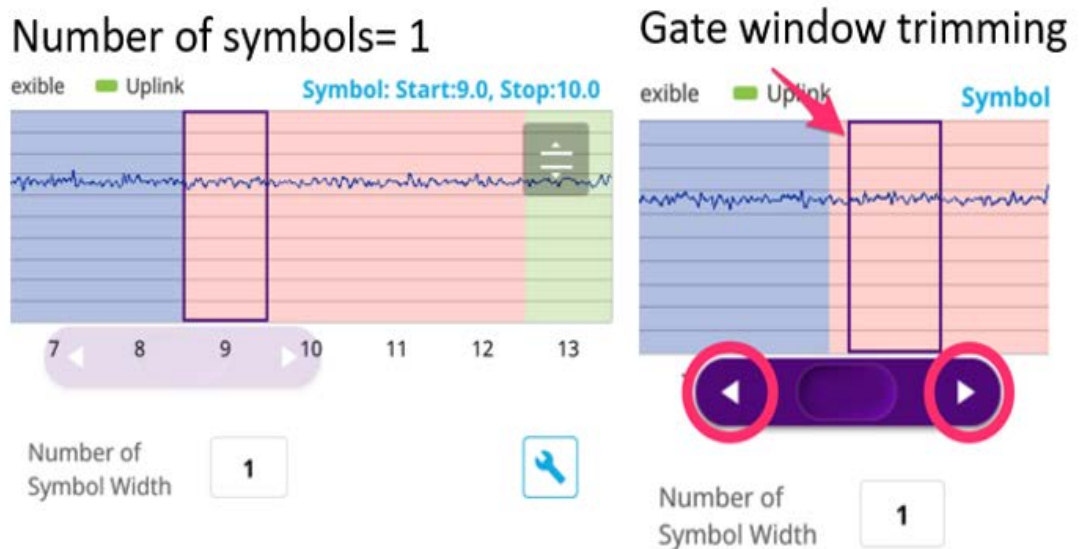 Number of symbols= 1
exible Uplink Symbol: Start:9.0, Stop:10.0
7 8 9 10 11 12 13
Number of
Symbol Width
1
Gate window trimming
exible Uplink Symbol
Number of
Symbol Width
1